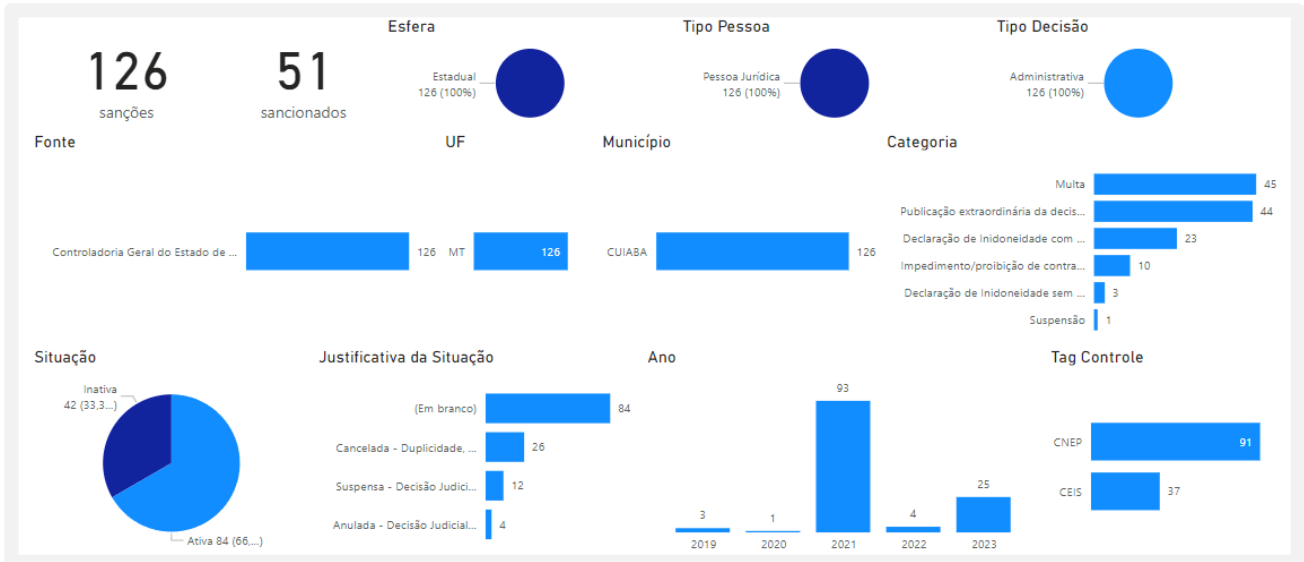 Esfera
Tipo Pessoa
Tipo Decisão
126
sanções
51
sancionados
Estadual
126 (100%)
Pessoa Jurídica
126 (100%)
Administrativa
126 (100%)
Fonte
UF
Município
Categoria
Controladoria Geral do Estado de ...
126
MT
126
CUIABA
126
Multa
45
Publicação extraordinária da decis...
44
Declaração de Inidoneidade com ...
23
Impedimento/proibição de contra...
10
Declaração de Inidoneidade sem ...
3
Suspensão
1
Situação
Justificativa da Situação
Ano
Tag Controle
Inativa
42 (33,3...)
Ativa 84 (66,...)
(Em branco)
84
Cancelada - Duplicidade, ...
26
Suspensa - Decisão Judici...
12
Anulada - Decisão Judicial...
4
3
1
93
4
25
2019
2020
2021
2022
2023
CNEP
91
CEIS
37